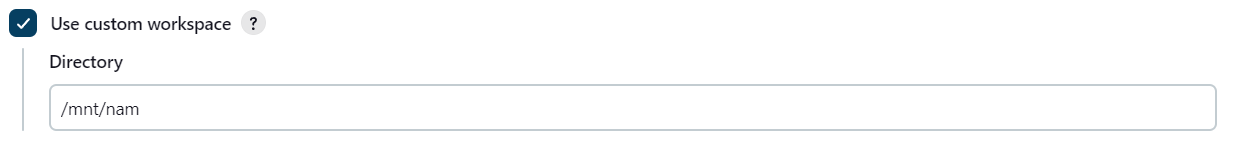 Use custom workspace ?
Directory
/mnt/nam